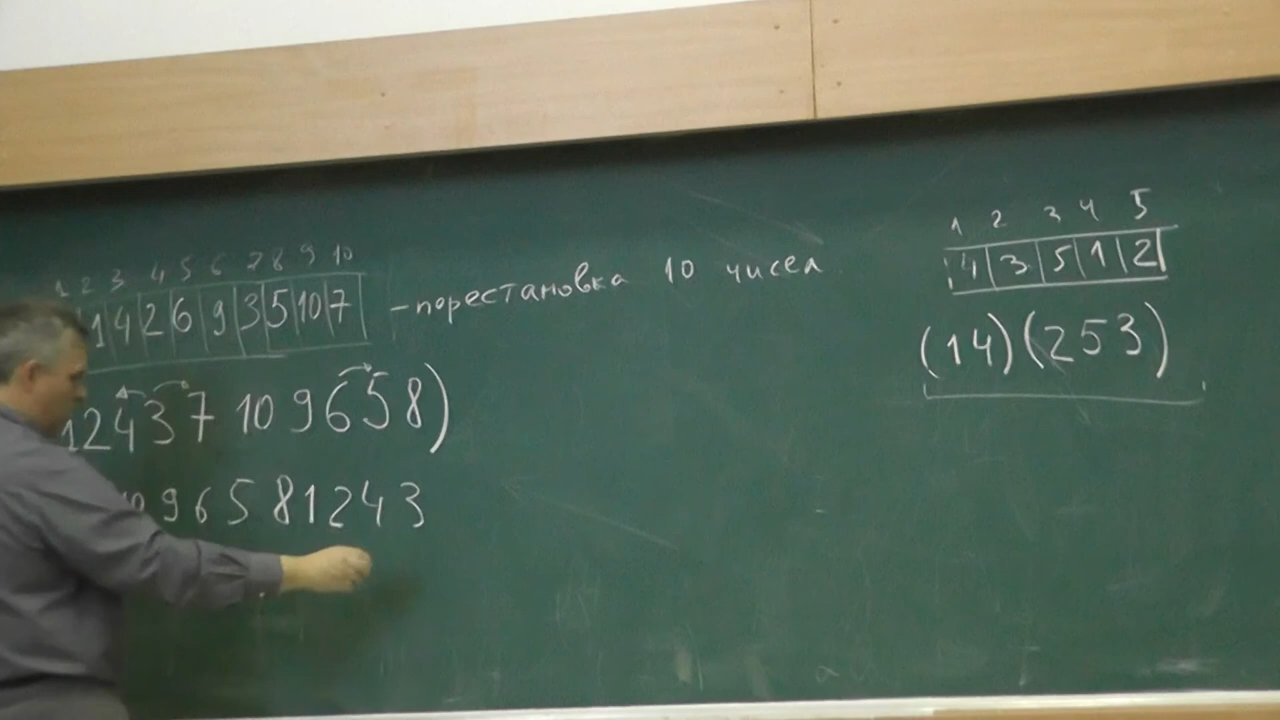 1 2 3 4 5 6 7 8 9 10
1 4 2 6 9 3 5 10 7 - порестановка 10 чисел
1 2 4 3 7 10 9 6 5 8)
9 6 5 8 1 2 4 3
1 2 3 4 5
4 3 5 1 2
(1 4)(2 5 3)